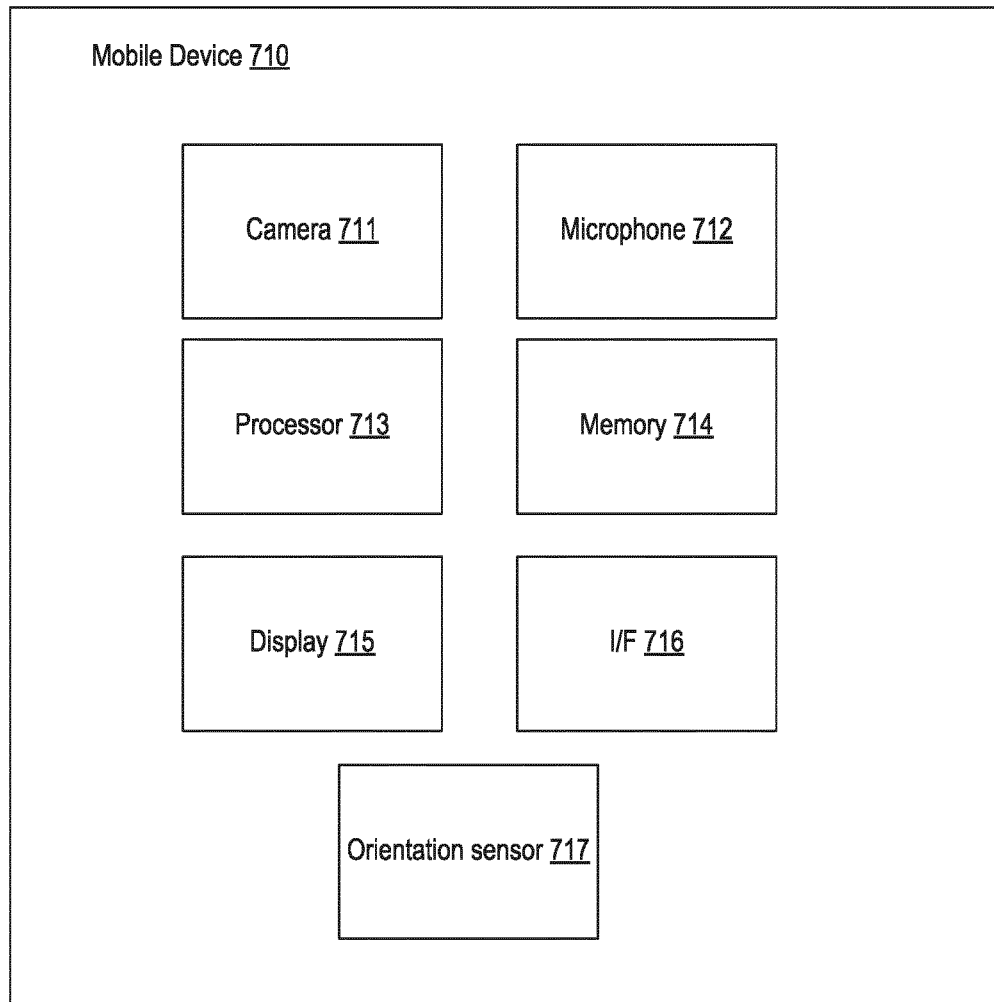 Mobile Device 710
Camera 711
Microphone 712
Processor 713
Memory 714
Display 715
I/F 716
Orientation sensor 717